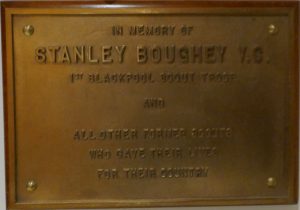 IN MEMORY OF
STANLEY BOUGHEY V.C.
1ST BLACKPOOL SCOUT TROOP
AND
ALL OTHER FORMER SCOUTS
WHO GAVE THEIR LIVES
FOR THEIR COUNTRY